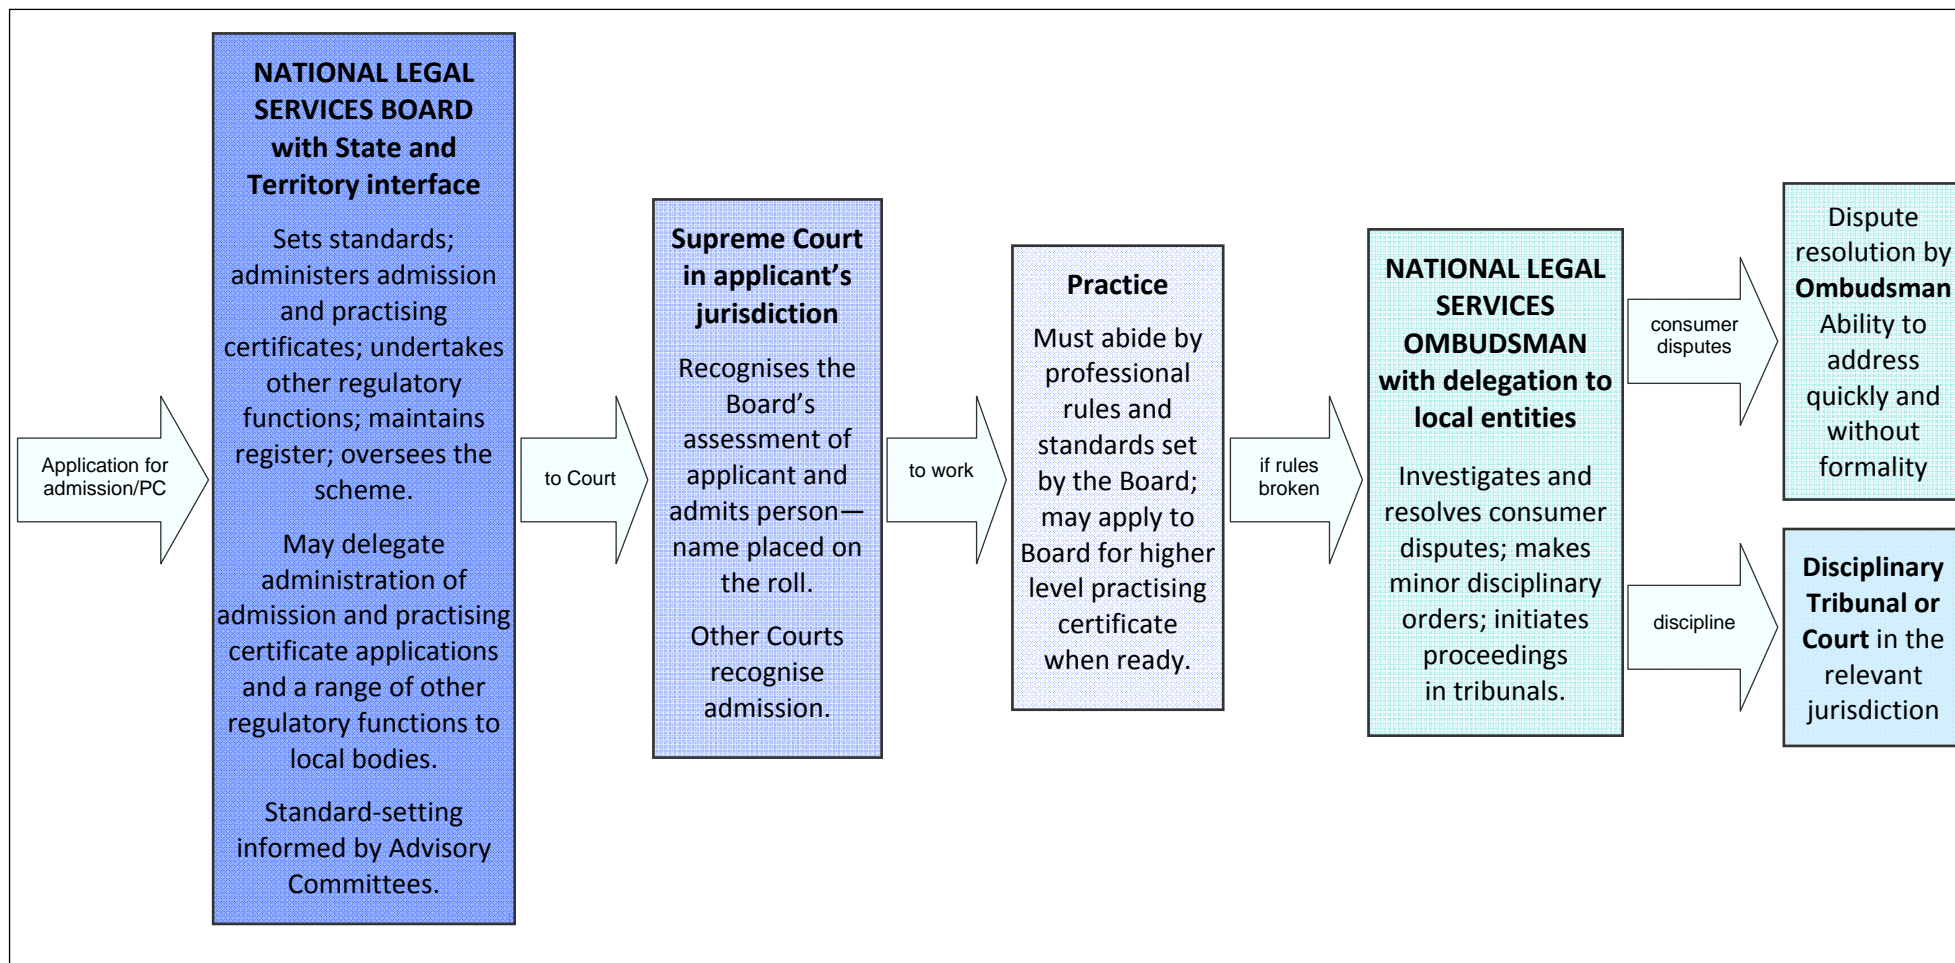 Application for
admission/PC
NATIONAL LEGAL
SERVICES BOARD
with State and
Territory interface
Sets standards;
administers admission
and practising
certificates; undertakes
other regulatory
functions; maintains
register; oversees the
scheme.
May delegate
administration of
admission and practising
certificate applications
and a range of other
regulatory functions to
local bodies.
Standard-setting
informed by Advisory
Committees.
to Court
Supreme Court
in applicant’s
jurisdiction
Recognises the
Board’s
assessment of
applicant and
admits person—
name placed on
the roll.
Other Courts
recognise
admission.
to work
Practice
Must abide by
professional
rules and
standards set
by the Board;
may apply to
Board for higher
level practising
certificate
when ready.
if rules
broken
NATIONAL LEGAL
SERVICES
OMBUDSMAN
with delegation to
local entities
Investigates and
resolves consumer
disputes; makes
minor disciplinary
orders; initiates
proceedings
in tribunals.
consumer
disputes
Dispute
resolution by
Ombudsman
Ability to
address
quickly and
without
formality
discipline
Disciplinary
Tribunal or
Court in the
relevant
jurisdiction